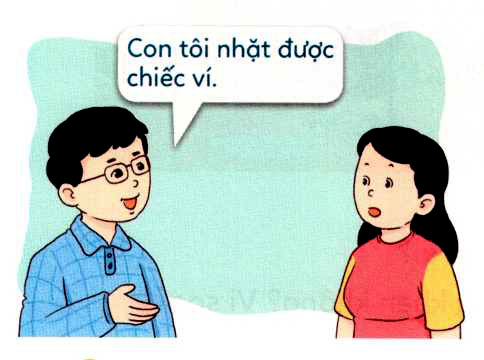 Con tôi nhặt được
chiếc ví.